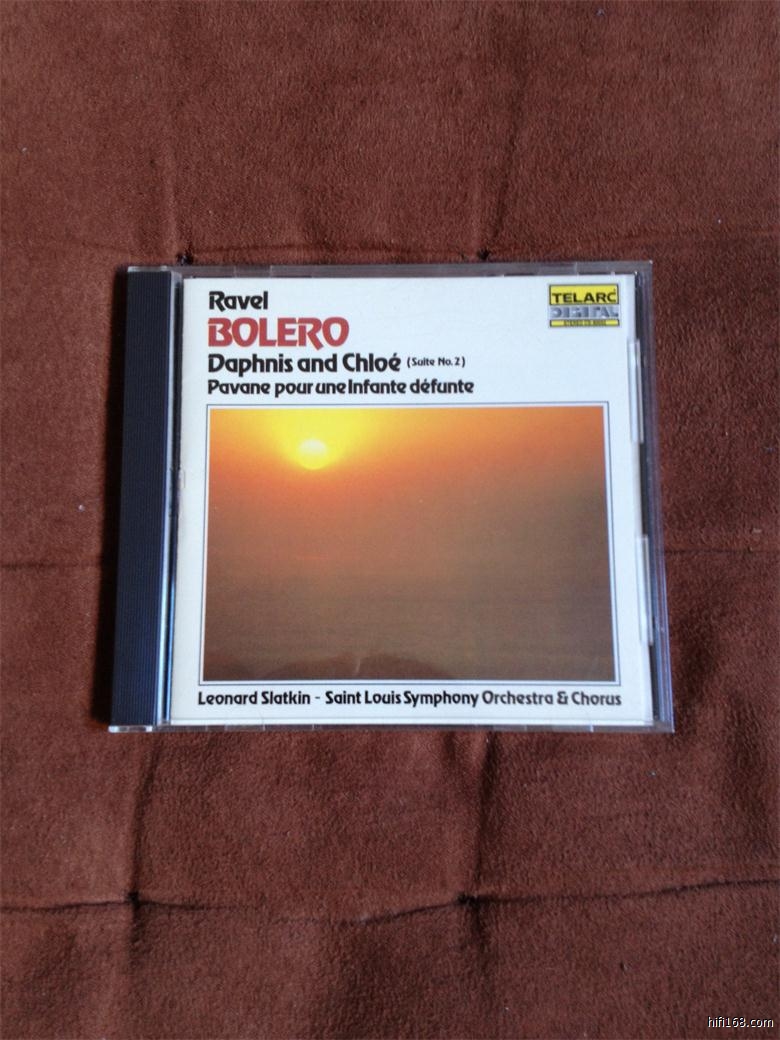 Ravel
BOLERO
Daphnis and Chloé (Suite No. 2)
Pavane pour une Infante défunte
TELARC
DIGITAL
Leonard Slatkin - Saint Louis Symphony Orchestra & Chorus
hifi168.com